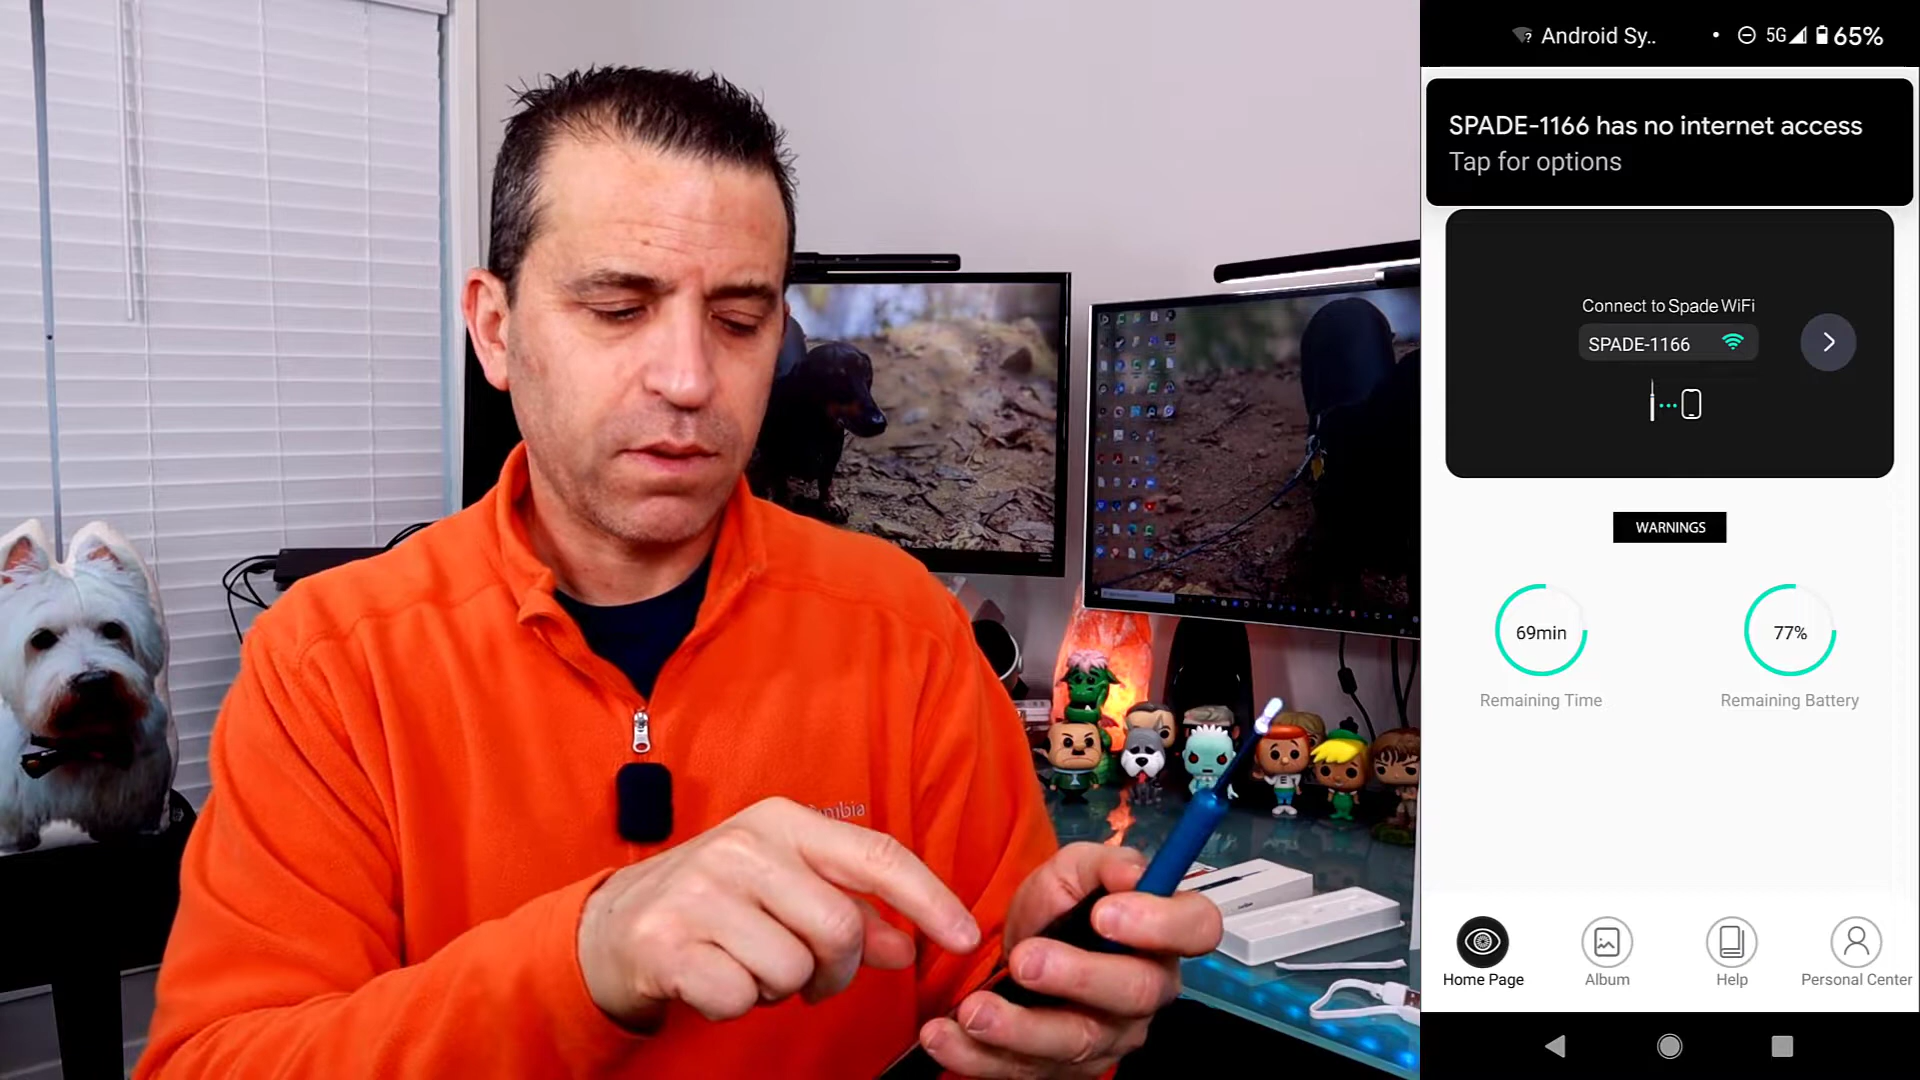 Android Sy..
5G
65%
SPADE-1166 has no internet access
Tap for options
Connect to Spade WiFi
SPADE-1166
WARNINGS
69min
77%
Remaining Time
Remaining Battery
Home Page
Album
Help
Personal Center